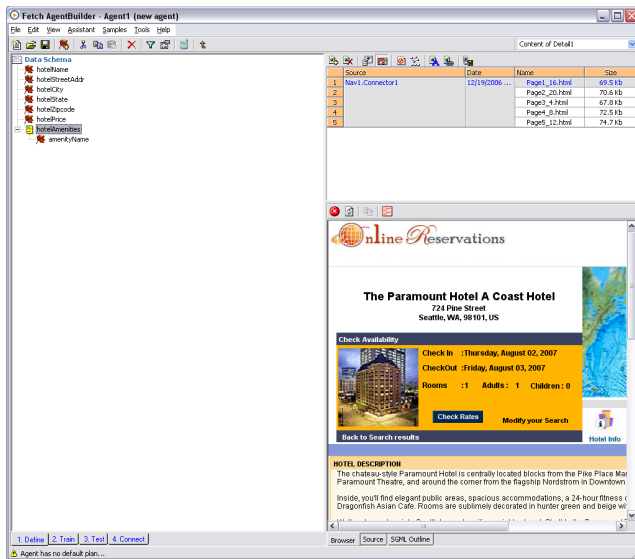 Fetch AgentBuilder - Agent1 (new agent)
File Edit View Assistant Samples Tools Help
Content of Detail1
Data Schema
hotelName
hotelStreetAddr
hotelCity
hotelState
hotelZipcode
hotelPrice
hotelAmenities
amenityName
Source Date Name Size
1 Nav1.Connector1 12/19/2006 ... Page1_16.html 69.5 Kb
2 Page2_20.html 70.6 Kb
3 Page3_4.html 67.8 Kb
4 Page4_8.html 72.5 Kb
5 Page5_12.html 74.7 Kb
Online Reservations
The Paramount Hotel A Coast Hotel
724 Pine Street
Seattle, WA, 98101, US
Check Availability
Check In :Thursday, August 02, 2007
CheckOut :Friday, August 03, 2007
Rooms :1 Adults : 1 Children : 0
Check Rates Modify your Search
Back to Search results
Hotel Info
HOTEL DESCRIPTION
The chateau-style Paramount Hotel is centrally located blocks from the Pike Place Mar
Paramount Theatre, and around the corner from the flagship Nordstrom in Downtown
Inside, you'll find elegant public areas, spacious accommodations, a 24-hour fitness c
Dragonfish Asian Cafe. Rooms are sublimely decorated in hunter green and beige wit
1. Define 2. Train 3. Test 4. Connect
Browser Source SGML Outline
Agent has no default plan...